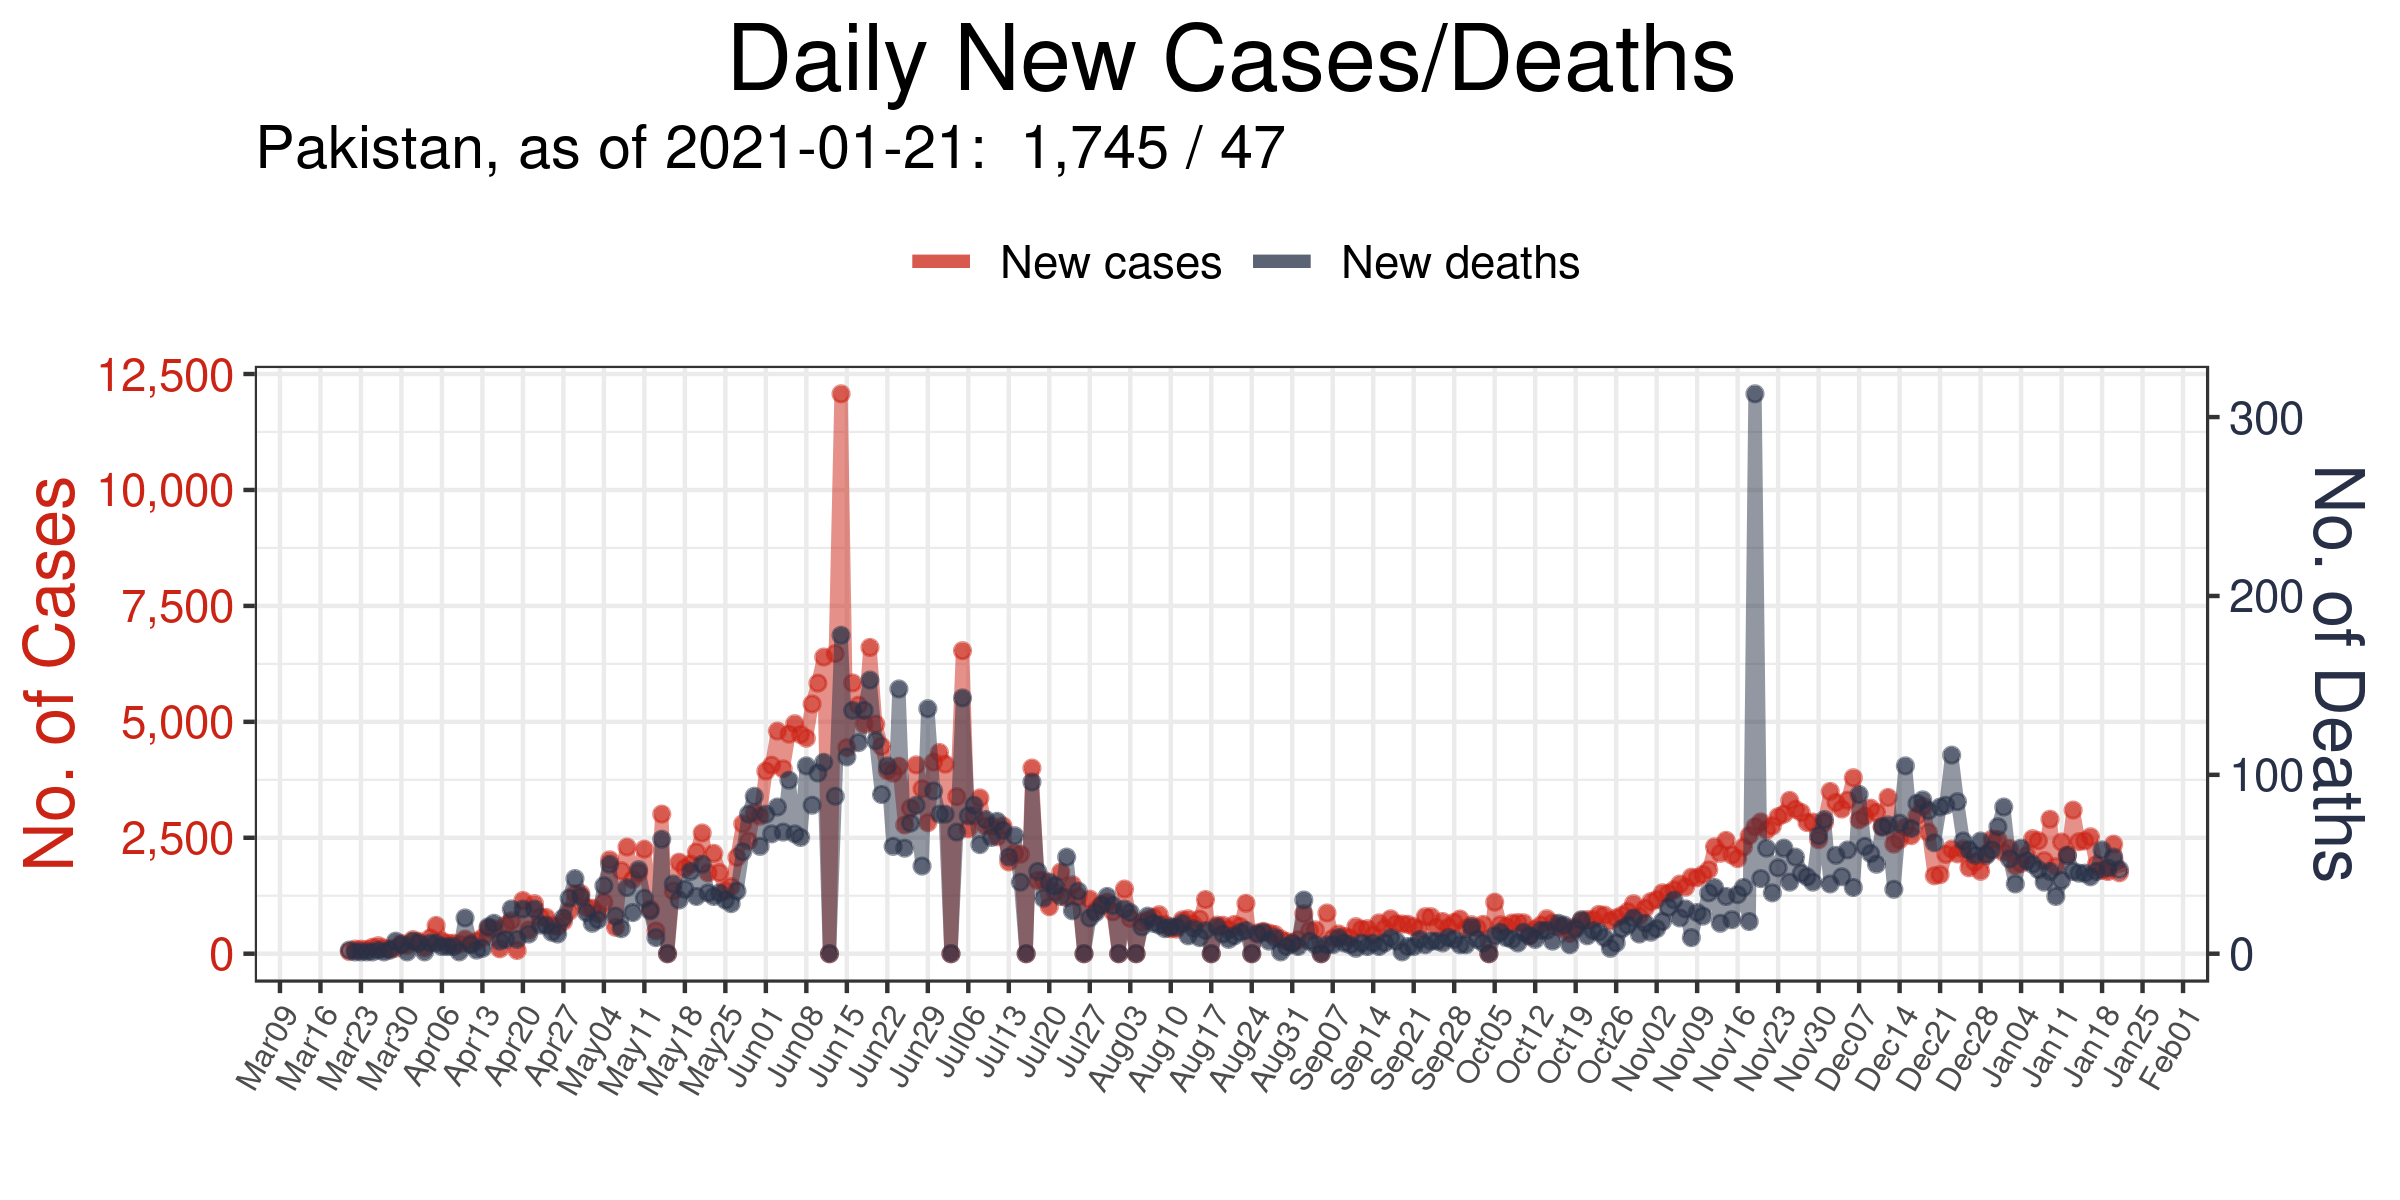 Daily New Cases/Deaths
Pakistan, as of 2021-01-21:  1,745 / 47
New cases
New deaths
No. of Cases
12,500
10,000
7,500
5,000
2,500
0
300
200
100
0
No. of Deaths
Mar09
Mar16
Mar23
Mar30
Apr06
Apr13
Apr20
Apr27
May04
May11
May18
May25
Jun01
Jun08
Jun15
Jun22
Jun29
Jul06
Jul13
Jul20
Jul27
Aug03
Aug10
Aug17
Aug24
Aug31
Sep07
Sep14
Sep21
Sep28
Oct05
Oct12
Oct19
Oct26
Nov02
Nov09
Nov16
Nov23
Nov30
Dec07
Dec14
Dec21
Dec28
Jan04
Jan11
Jan18
Jan25
Feb01